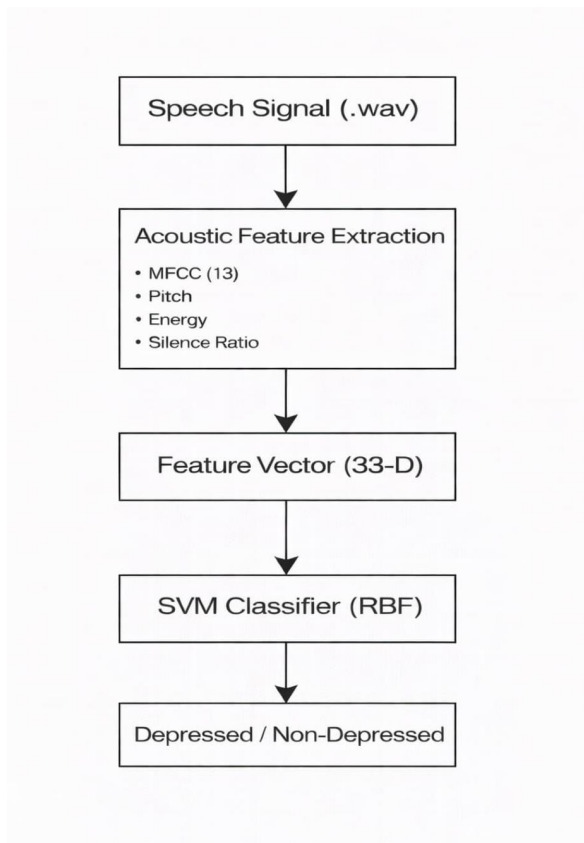 Speech Signal (.wav)
Acoustic Feature Extraction
• MFCC (13)
• Pitch
• Energy
• Silence Ratio
Feature Vector (33-D)
SVM Classifier (RBF)
Depressed / Non-Depressed